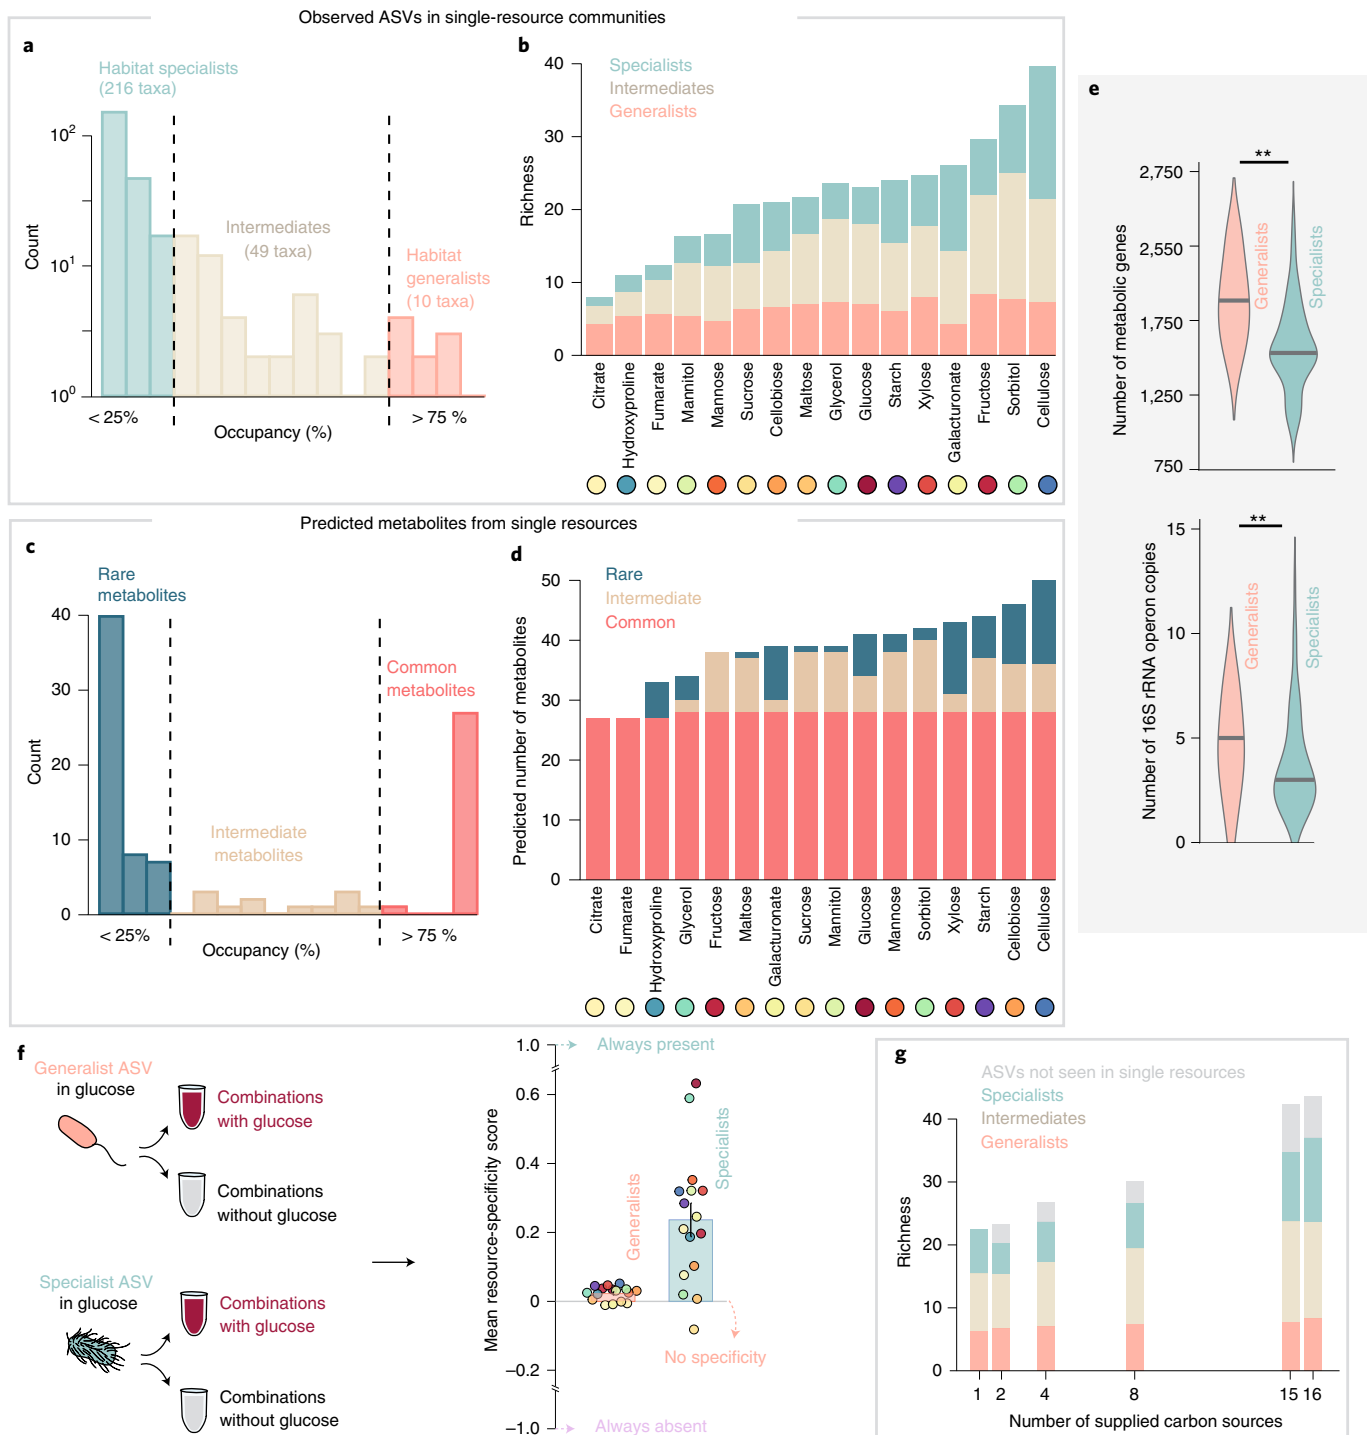 Observed ASVs in single-resource communities
a
Habitat specialists
(216 taxa)
Intermediates
(49 taxa)
Habitat
generalists
(10 taxa)
Count
10²
10¹
10⁰
< 25%
Occupancy (%)
> 75 %
b
Specialists
Intermediates
Generalists
Richness
40
30
20
10
0
Citrate
Hydroxyproline
Fumarate
Mannitol
Mannose
Sucrose
Cellobiose
Maltose
Glycerol
Glucose
Starch
Xylose
Galacturonate
Fructose
Sorbitol
Cellulose
Predicted metabolites from single resources
c
Rare
metabolites
Intermediate
metabolites
Common
metabolites
Count
40
30
20
10
0
< 25%
Occupancy (%)
> 75 %
d
Rare
Intermediate
Common
Predicted number of metabolites
50
40
30
20
10
0
Citrate
Fumarate
Hydroxyproline
Glycerol
Fructose
Maltose
Galacturonate
Sucrose
Mannitol
Glucose
Mannose
Sorbitol
Xylose
Starch
Cellobiose
Cellulose
e
**
Number of metabolic genes
2,750
2,550
1,750
1,250
750
Generalists
Specialists
**
Number of 16S rRNA operon copies
15
10
5
0
Generalists
Specialists
f
Generalist ASV
in glucose
Combinations
with glucose
Combinations
without glucose
Specialist ASV
in glucose
Combinations
with glucose
Combinations
without glucose
Mean resource-specificity score
1.0
0.6
0.4
0.2
0
–0.2
–1.0
Always present
Generalists
Specialists
No specificity
Always absent
g
ASVs not seen in single resources
Specialists
Intermediates
Generalists
Richness
40
30
20
10
0
1
2
4
8
15
16
Number of supplied carbon sources